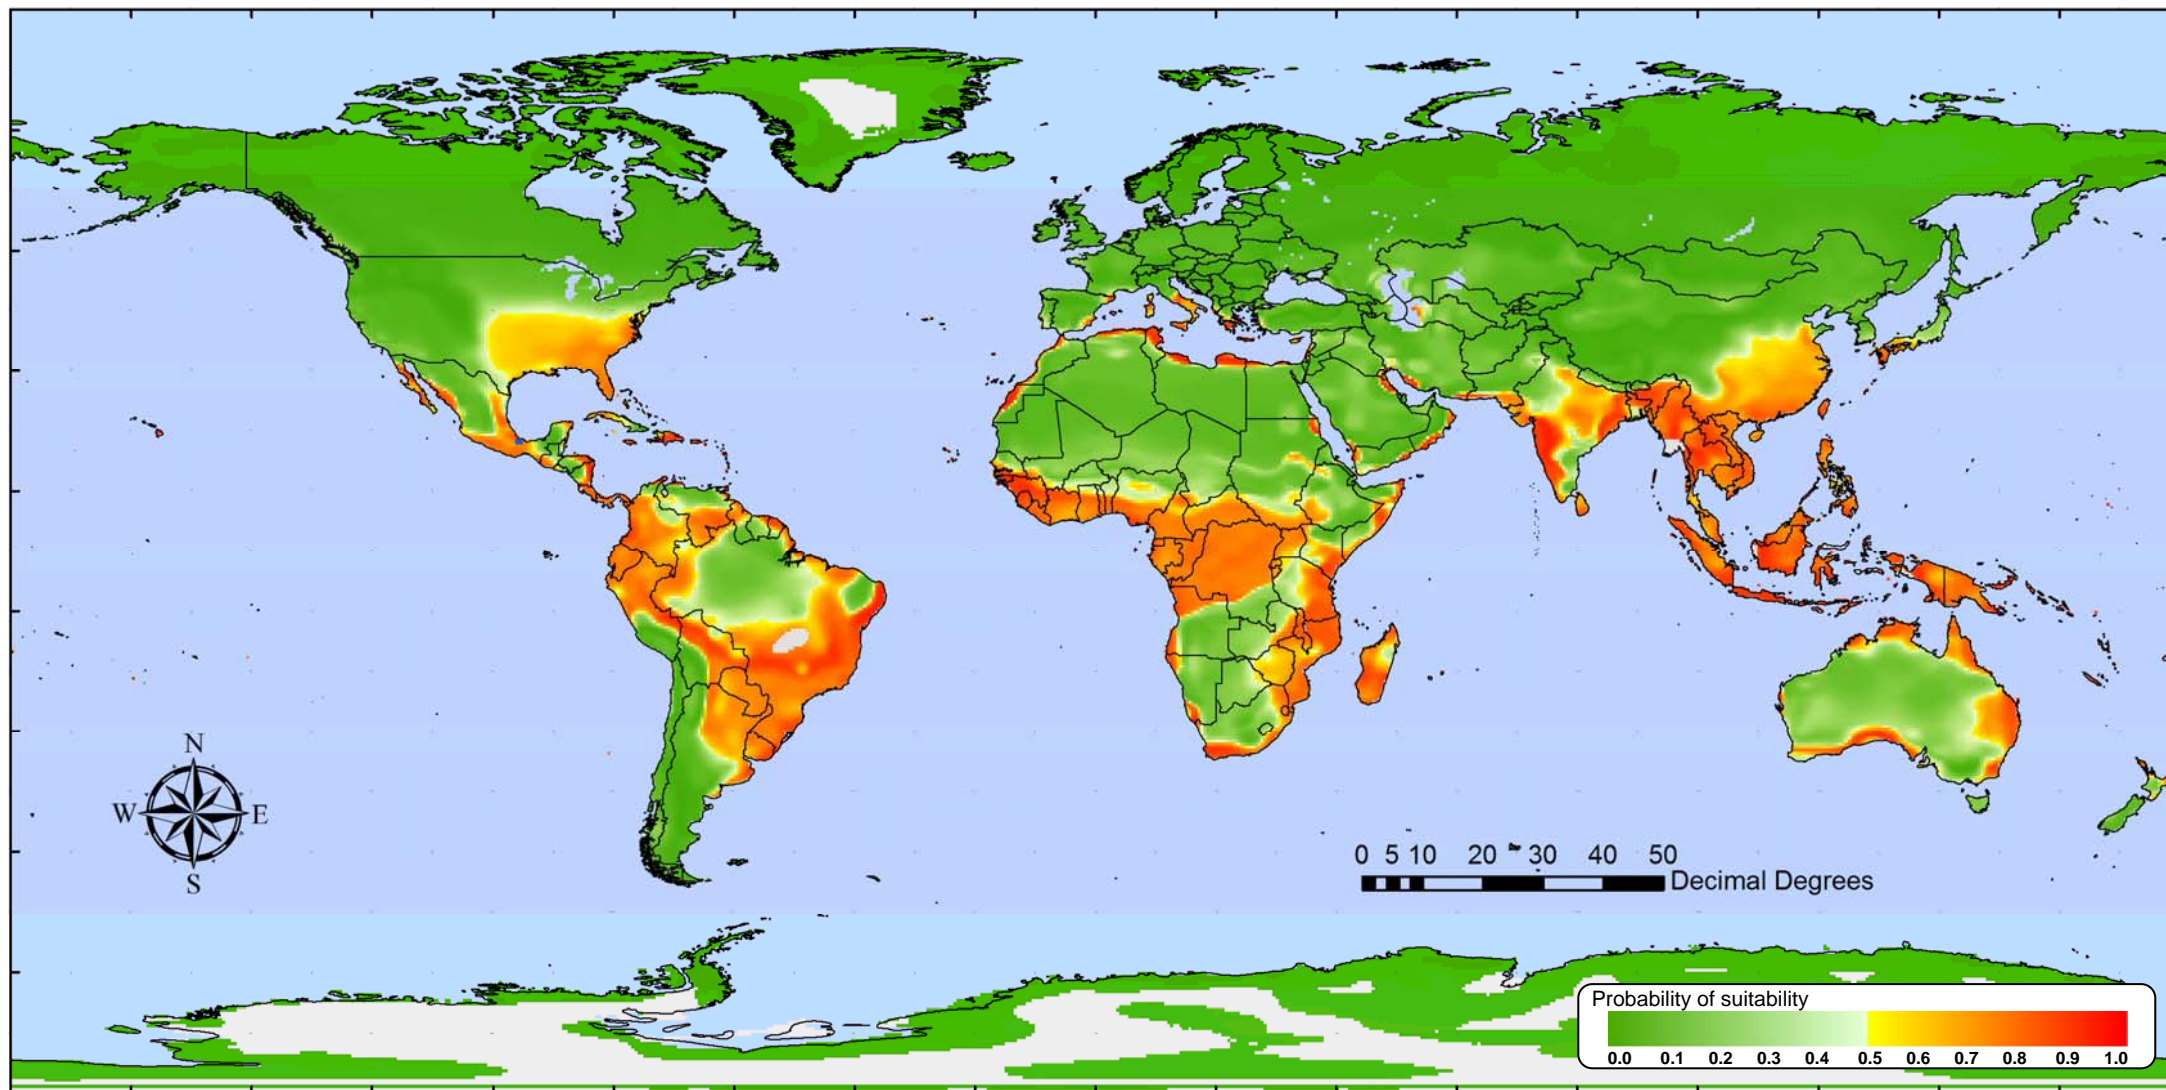 N
W E
S
0 5 10 20 30 40 50
Decimal Degrees
Probability of suitability
0.0 0.1 0.2 0.3 0.4 0.5 0.6 0.7 0.8 0.9 1.0